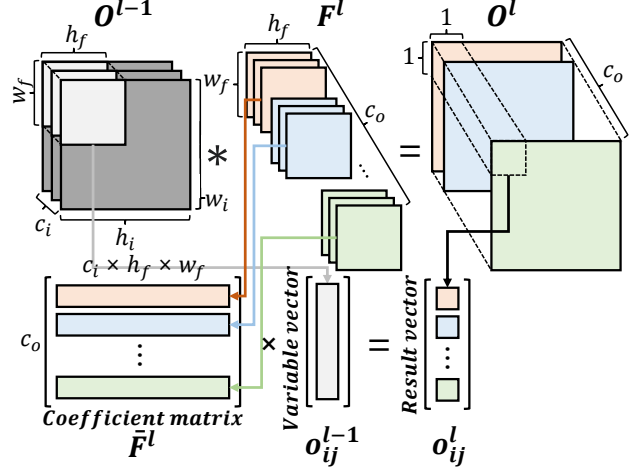 O^{l-1} F^l O^l
h_f h_f 1
w_f w_f 1
c_o c_o
* ... =
w_i
c_i
h_i
c_i × h_f × w_f
c_o ⋮ × Variable vector = Result vector ⋮
Coefficient matrix
F̄^l o_{ij}^{l-1} o_{ij}^l